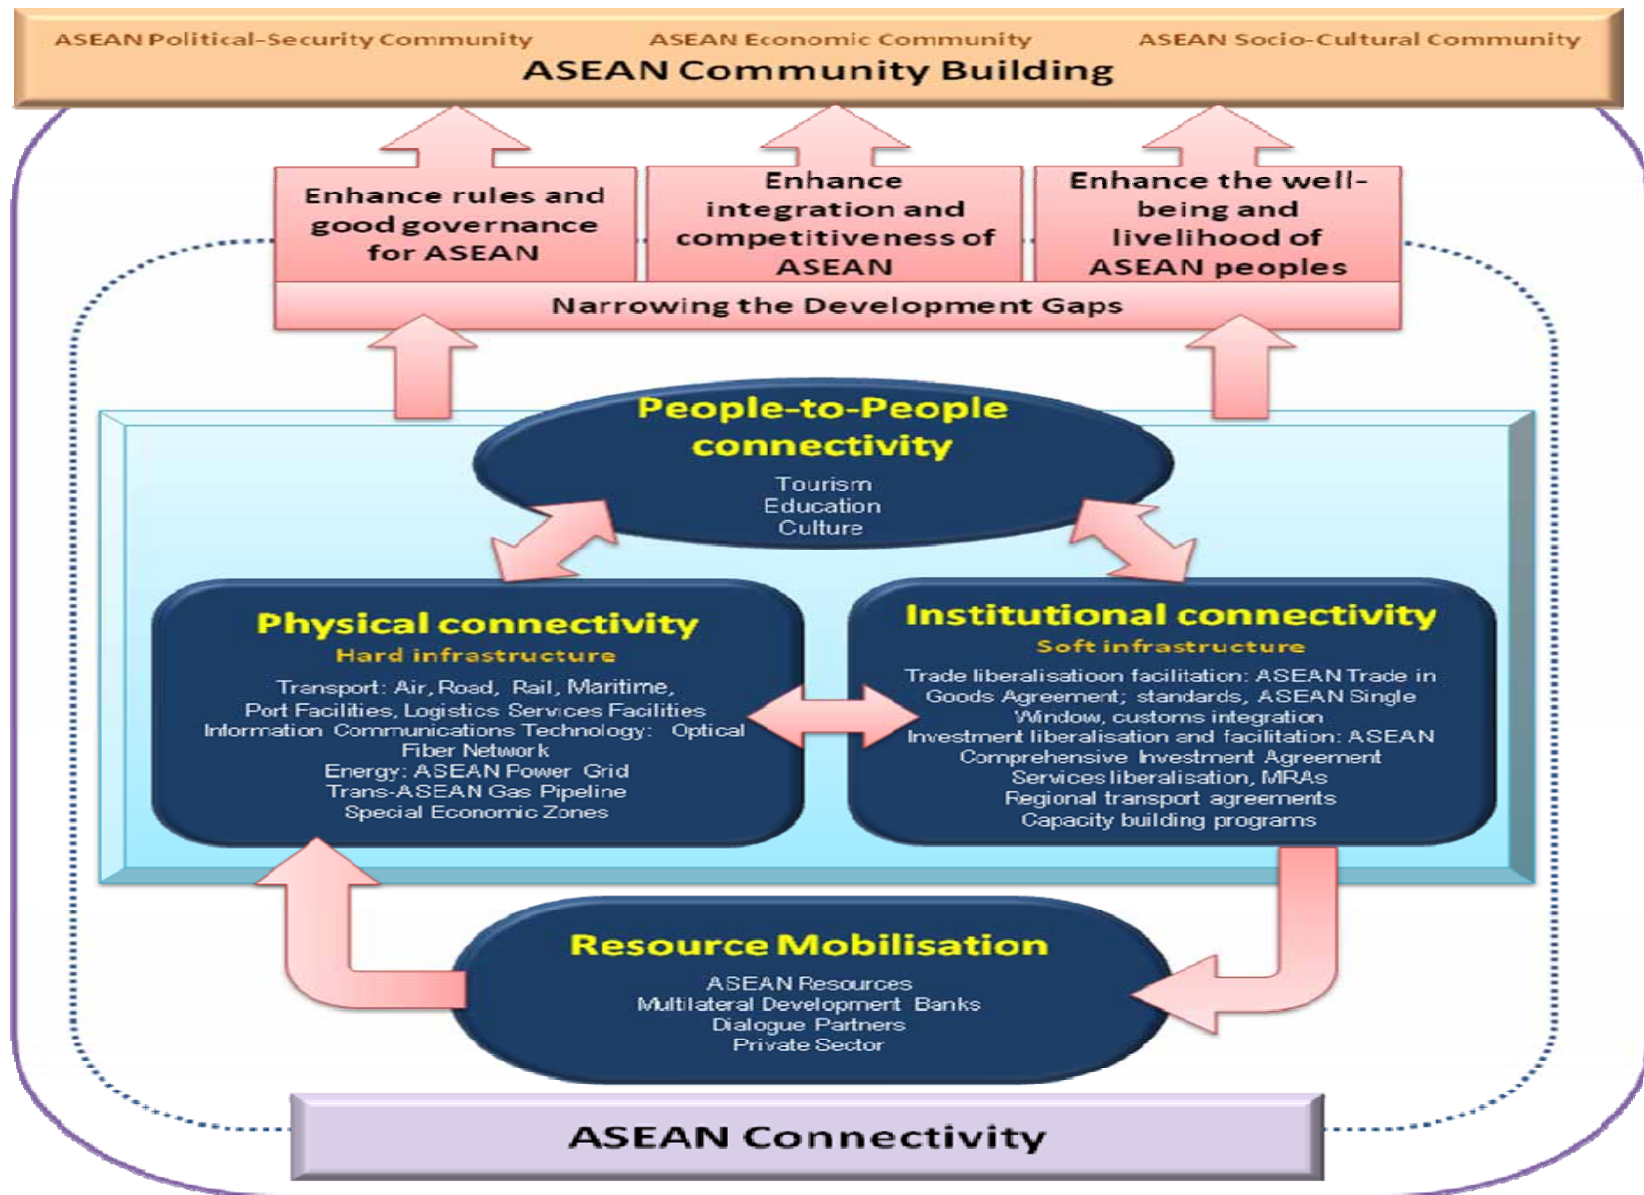 ASEAN Political-Security Community
ASEAN Economic Community
ASEAN Socio-Cultural Community
ASEAN Community Building
Enhance rules and
good governance
for ASEAN
Enhance
integration and
competitiveness of
ASEAN
Enhance the well-
being and
livelihood of
ASEAN peoples
Narrowing the Development Gaps
People-to-People
connectivity
Tourism
Education
Culture
Physical connectivity
Hard infrastructure
Transport: Air, Road, Rail, Maritime,
Port Facilities, Logistics Services Facilities
Information Communications Technology: Optical
Fiber Network
Energy: ASEAN Power Grid
Trans-ASEAN Gas Pipeline
Special Economic Zones
Institutional connectivity
Soft infrastructure
Trade liberalisatioon facilitation: ASEAN Trade in
Goods Agreement; standards, ASEAN Single
Window, customs integration
Investment liberalisation and facilitation: ASEAN
Comprehensive Investment Agreement
Services liberalisation, MRAs
Regional transport agreements
Capacity building programs
Resource Mobilisation
ASEAN Resources
Multilateral Development Banks
Dialogue Partners
Private Sector
ASEAN Connectivity